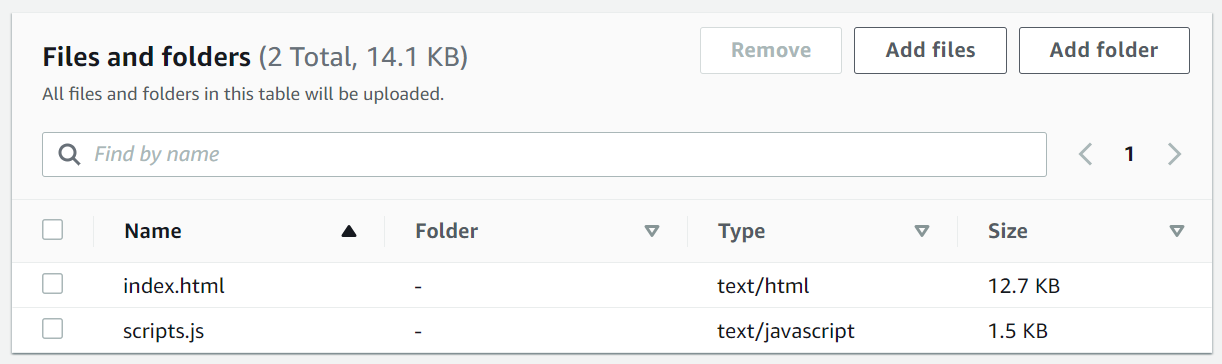 Files and folders (2 Total, 14.1 KB)
Remove
Add files
Add folder
All files and folders in this table will be uploaded.
Find by name
1
Name Folder Type Size
index.html - text/html 12.7 KB
scripts.js - text/javascript 1.5 KB